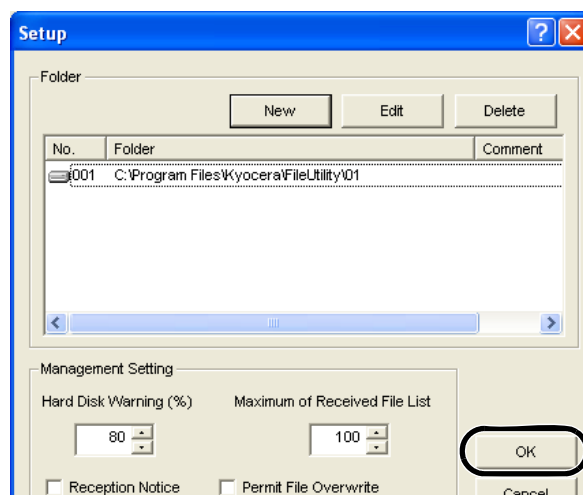 Setup
Folder
New Edit Delete
No. Folder Comment
001 C:\Program Files\Kyocera\FileUtility\01
Management Setting
Hard Disk Warning (%) Maximum of Received File List
80 100
OK
Reception Notice Permit File Overwrite
Cancel